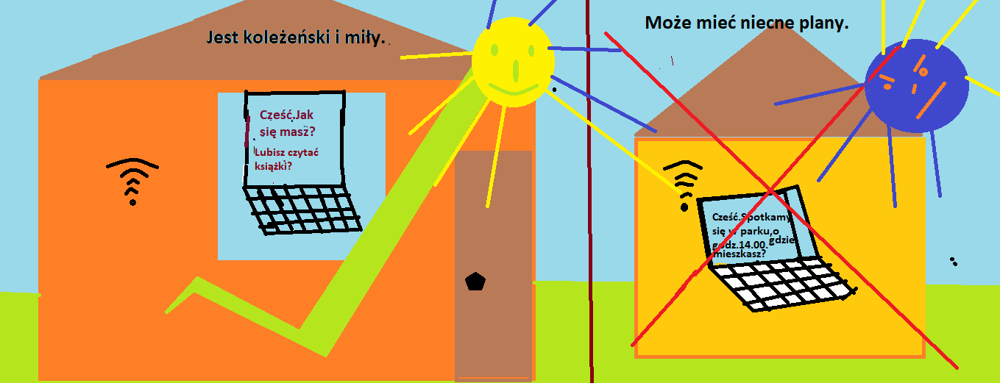 Jest koleżeński i miły.
Cześć.Jak
się masz?
Lubisz czytać
książki?
Może mieć niecne plany.
Cześć.Spotkamy
się w parku,o
godz.14.00.gdzie
mieszkasz?